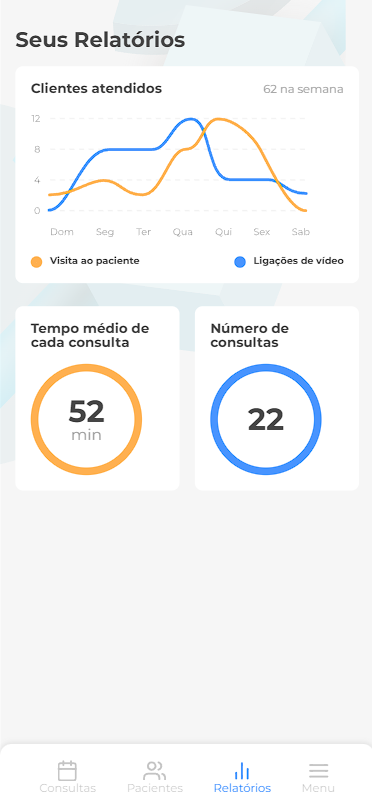 Seus Relatórios
Clientes atendidos
62 na semana
12
8
4
0
Dom Seg Ter Qua Qui Sex Sab
Visita ao paciente
Ligações de vídeo
Tempo médio de
cada consulta
52
min
Número de
consultas
22
Consultas Pacientes Relatórios Menu